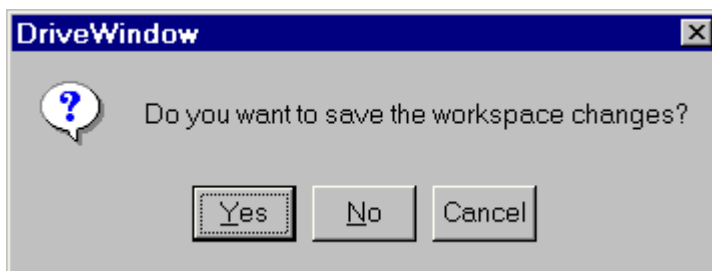 DriveWindow
Do you want to save the workspace changes?
Yes No Cancel